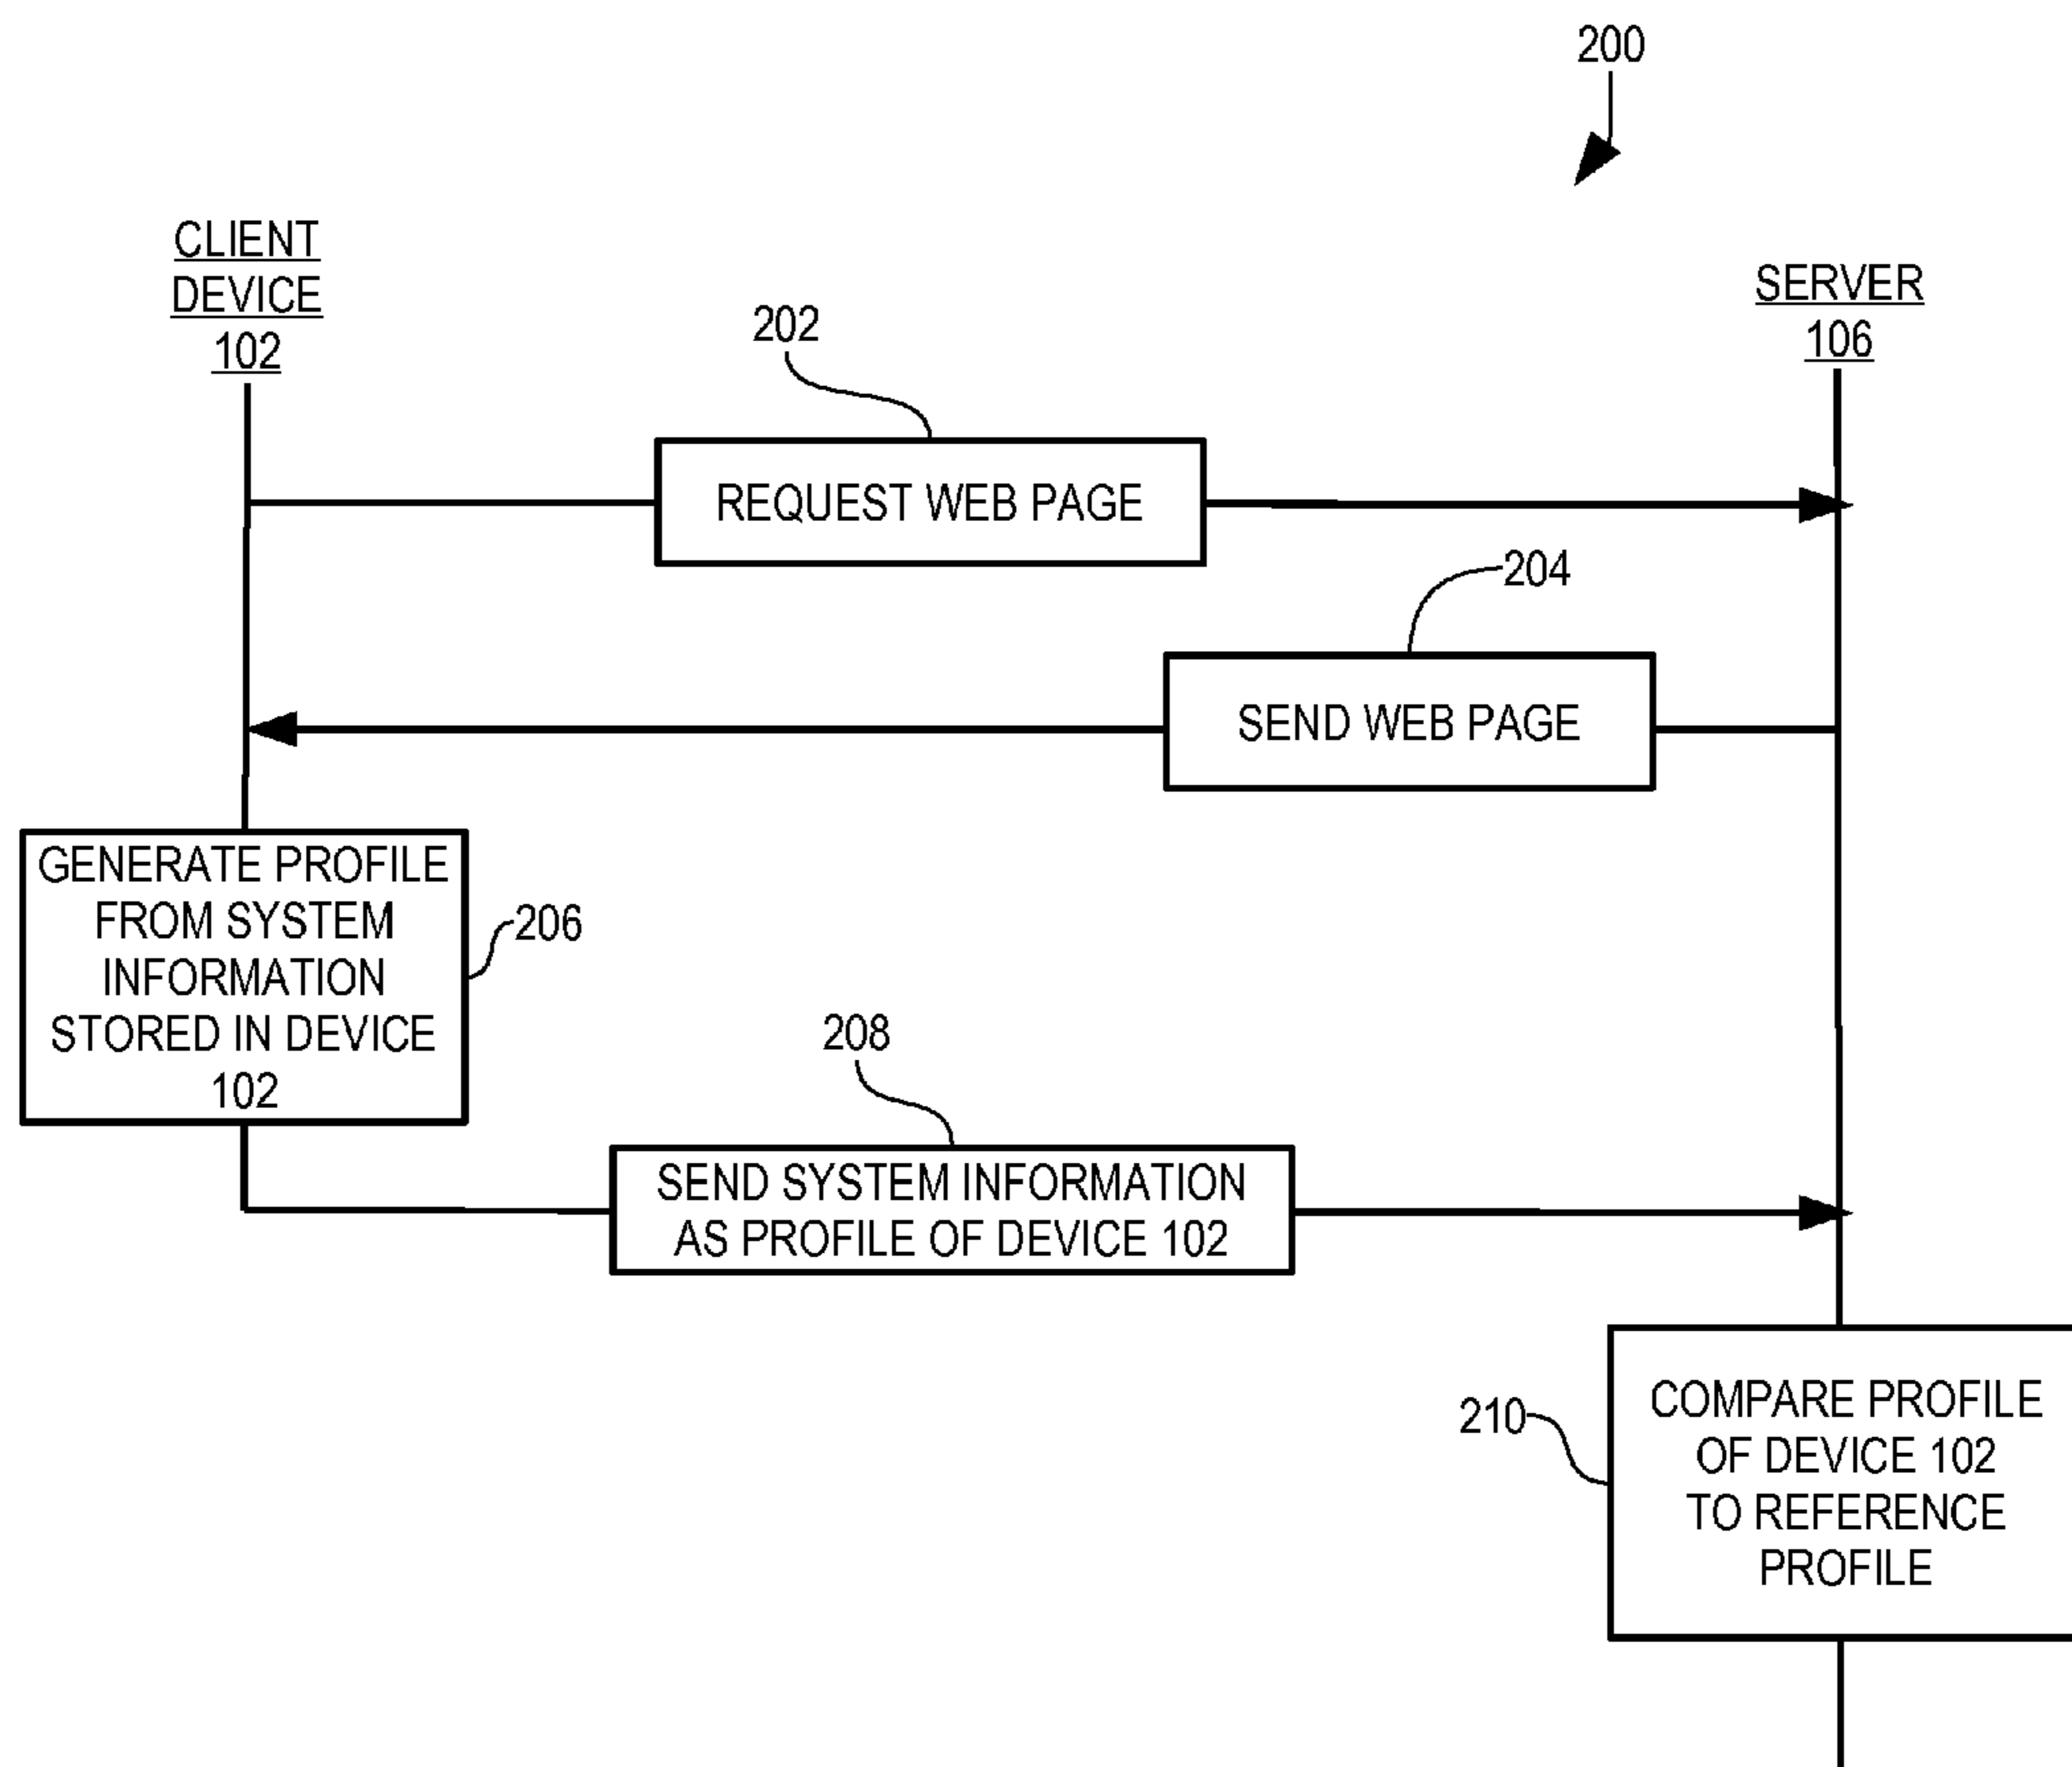 200
CLIENT
DEVICE
102
SERVER
106
202
REQUEST WEB PAGE
204
SEND WEB PAGE
GENERATE PROFILE
FROM SYSTEM
INFORMATION
STORED IN DEVICE
102
206
208
SEND SYSTEM INFORMATION
AS PROFILE OF DEVICE 102
210
COMPARE PROFILE
OF DEVICE 102
TO REFERENCE
PROFILE